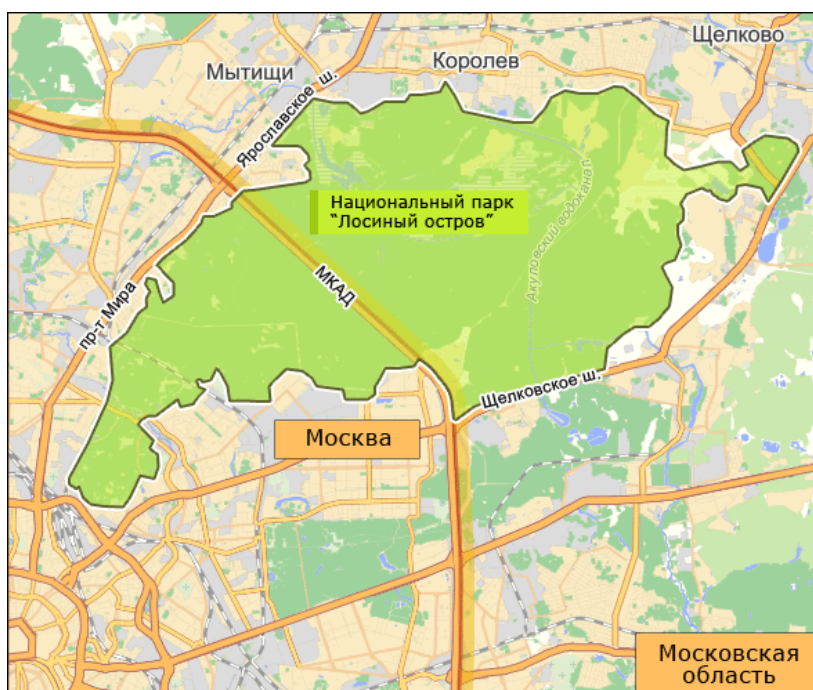 Щелково
Королев
Мытищи
Ярославское ш.
Национальный парк
“Лосиный остров”
Акуловский водоканал
МКАД
пр-т Мира
Щелковское ш.
Москва
Московская
область